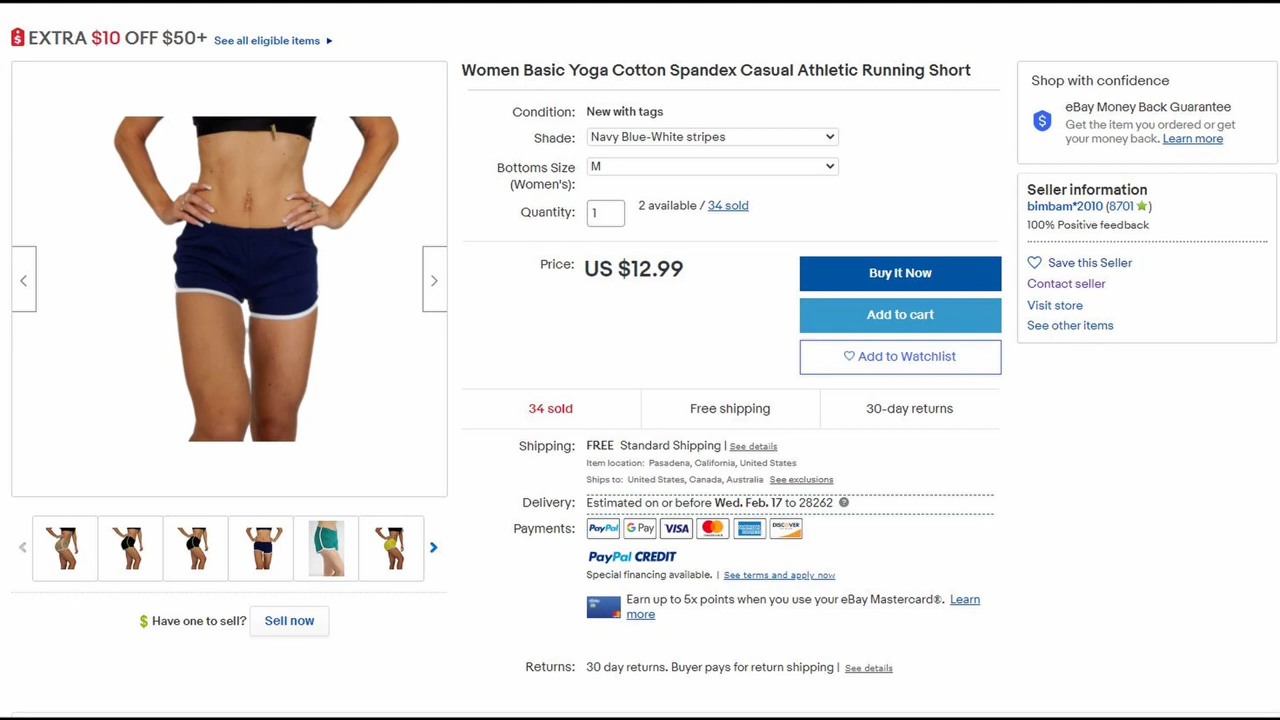 EXTRA $10 OFF $50+ See all eligible items ►
Women Basic Yoga Cotton Spandex Casual Athletic Running Short
Condition: New with tags
Shade: Navy Blue-White stripes
Bottoms Size (Women's): M
Quantity: 1 2 available / 34 sold
Price: US $12.99
Buy It Now
Add to cart
Add to Watchlist
34 sold Free shipping 30-day returns
Shipping: FREE Standard Shipping | See details
Item location: Pasadena, California, United States
Ships to: United States, Canada, Australia See exclusions
Delivery: Estimated on or before Wed. Feb. 17 to 28262
Payments: PayPal G Pay VISA mastercard AMERICAN EXPRESS DISCOVER
PayPal CREDIT
Special financing available. | See terms and apply now
Earn up to 5x points when you use your eBay Mastercard®. Learn
more
Returns: 30 day returns. Buyer pays for return shipping | See details
$ Have one to sell? Sell now
Shop with confidence
eBay Money Back Guarantee
Get the item you ordered or get
your money back. Learn more
Seller information
bimbam*2010 (8701)
100% Positive feedback
Save this Seller
Contact seller
Visit store
See other items